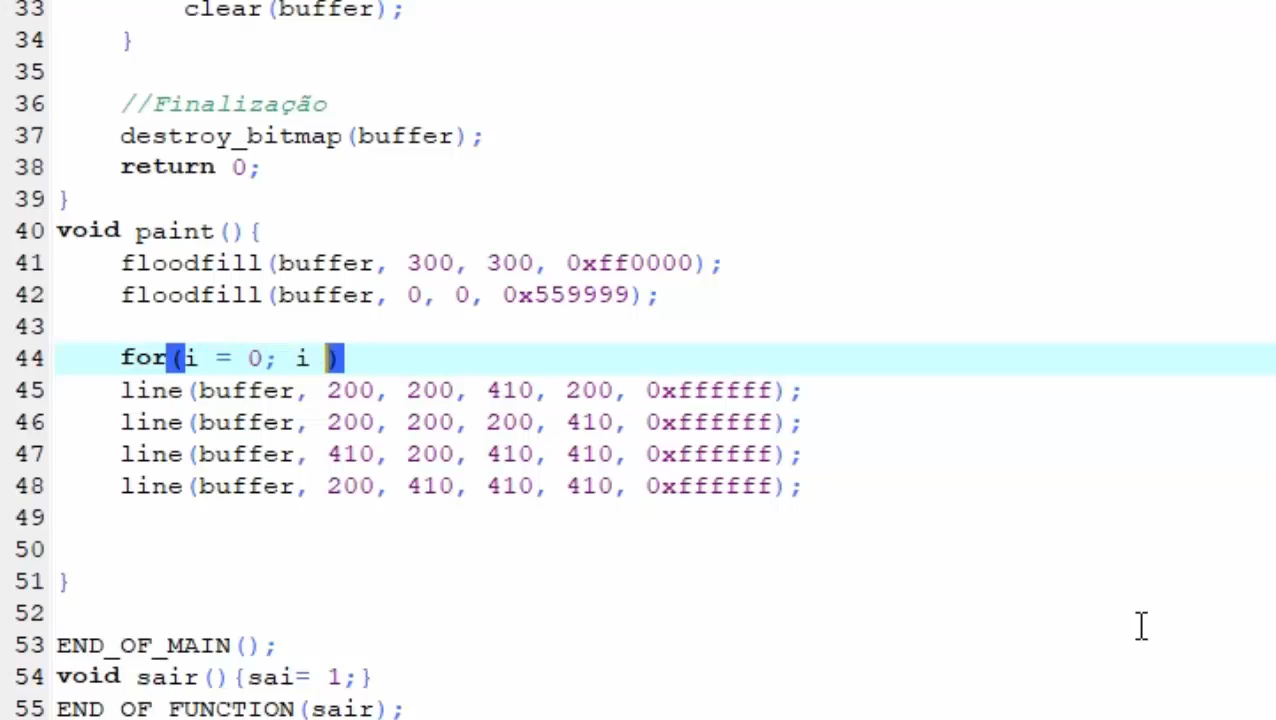 33 clear(buffer);
34 }
35
36 //Finalização
37 destroy_bitmap(buffer);
38 return 0;
39 }
40 void paint(){
41 floodfill(buffer, 300, 300, 0xff0000);
42 floodfill(buffer, 0, 0, 0x559999);
43
44 for(i = 0; i )
45 line(buffer, 200, 200, 410, 200, 0xffffff);
46 line(buffer, 200, 200, 200, 410, 0xffffff);
47 line(buffer, 410, 200, 410, 410, 0xffffff);
48 line(buffer, 200, 410, 410, 410, 0xffffff);
49
50
51 }
52
53 END_OF_MAIN();
54 void sair(){sai= 1;}
55 END OF FUNCTION(sair);